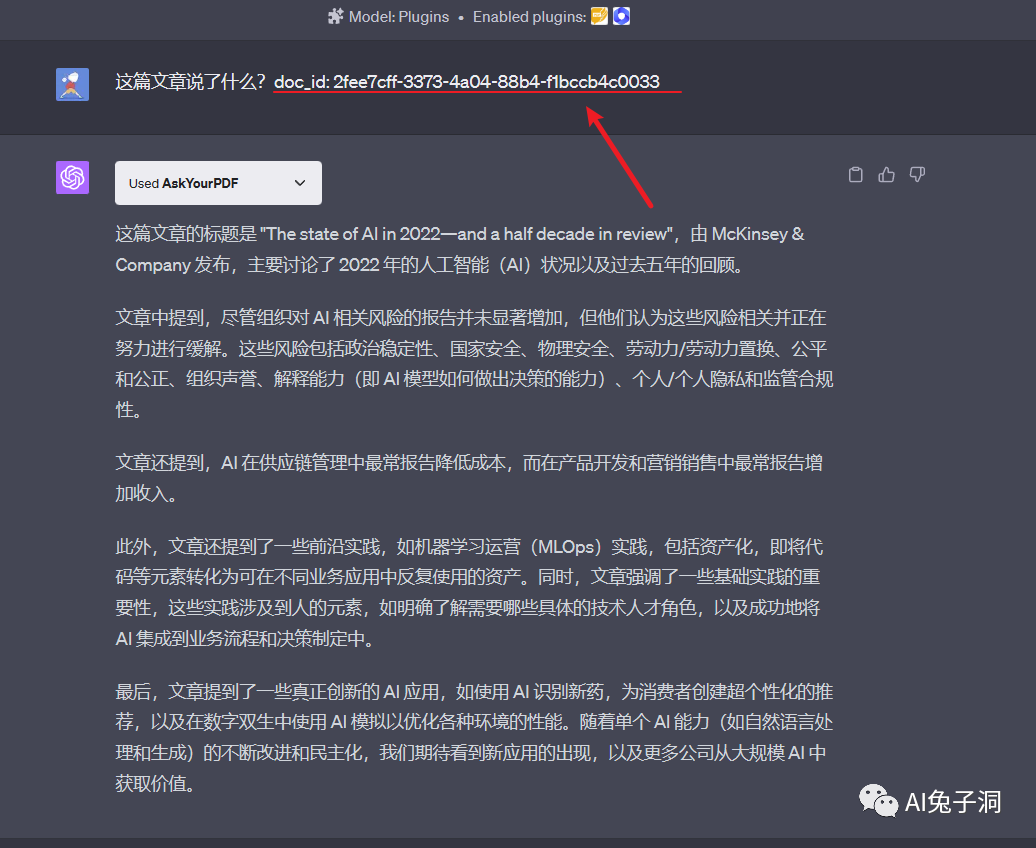 Model: Plugins • Enabled plugins:
这篇文章说了什么？doc_id: 2fee7cff-3373-4a04-88b4-f1bccb4c0033
Used AskYourPDF
这篇文章的标题是 "The state of AI in 2022—and a half decade in review"，由 McKinsey &
Company 发布，主要讨论了 2022 年的人工智能（AI）状况以及过去五年的回顾。
文章中提到，尽管组织对 AI 相关风险的报告并未显著增加，但他们认为这些风险相关并正在
努力进行缓解。这些风险包括政治稳定性、国家安全、物理安全、劳动力/劳动力置换、公平
和公正、组织声誉、解释能力（即 AI 模型如何做出决策的能力）、个人/个人隐私和监管合规
性。
文章还提到，AI 在供应链管理中最常报告降低成本，而在产品开发和营销销售中最常报告增
加收入。
此外，文章还提到了一些前沿实践，如机器学习运营（MLOps）实践，包括资产化，即将代
码等元素转化为可在不同业务应用中反复使用的资产。同时，文章强调了一些基础实践的重
要性，这些实践涉及到人的元素，如明确了解需要哪些具体的技术人才角色，以及成功地将
AI 集成到业务流程和决策制定中。
最后，文章提到了一些真正创新的 AI 应用，如使用 AI 识别新药，为消费者创建超个性化的推
荐，以及在数字双生中使用 AI 模拟以优化各种环境的性能。随着单个 AI 能力（如自然语言处
理和生成）的不断改进和民主化，我们期待看到新应用的出现，以及更多公司从大规模 AI 中
获取价值。
AI兔子洞